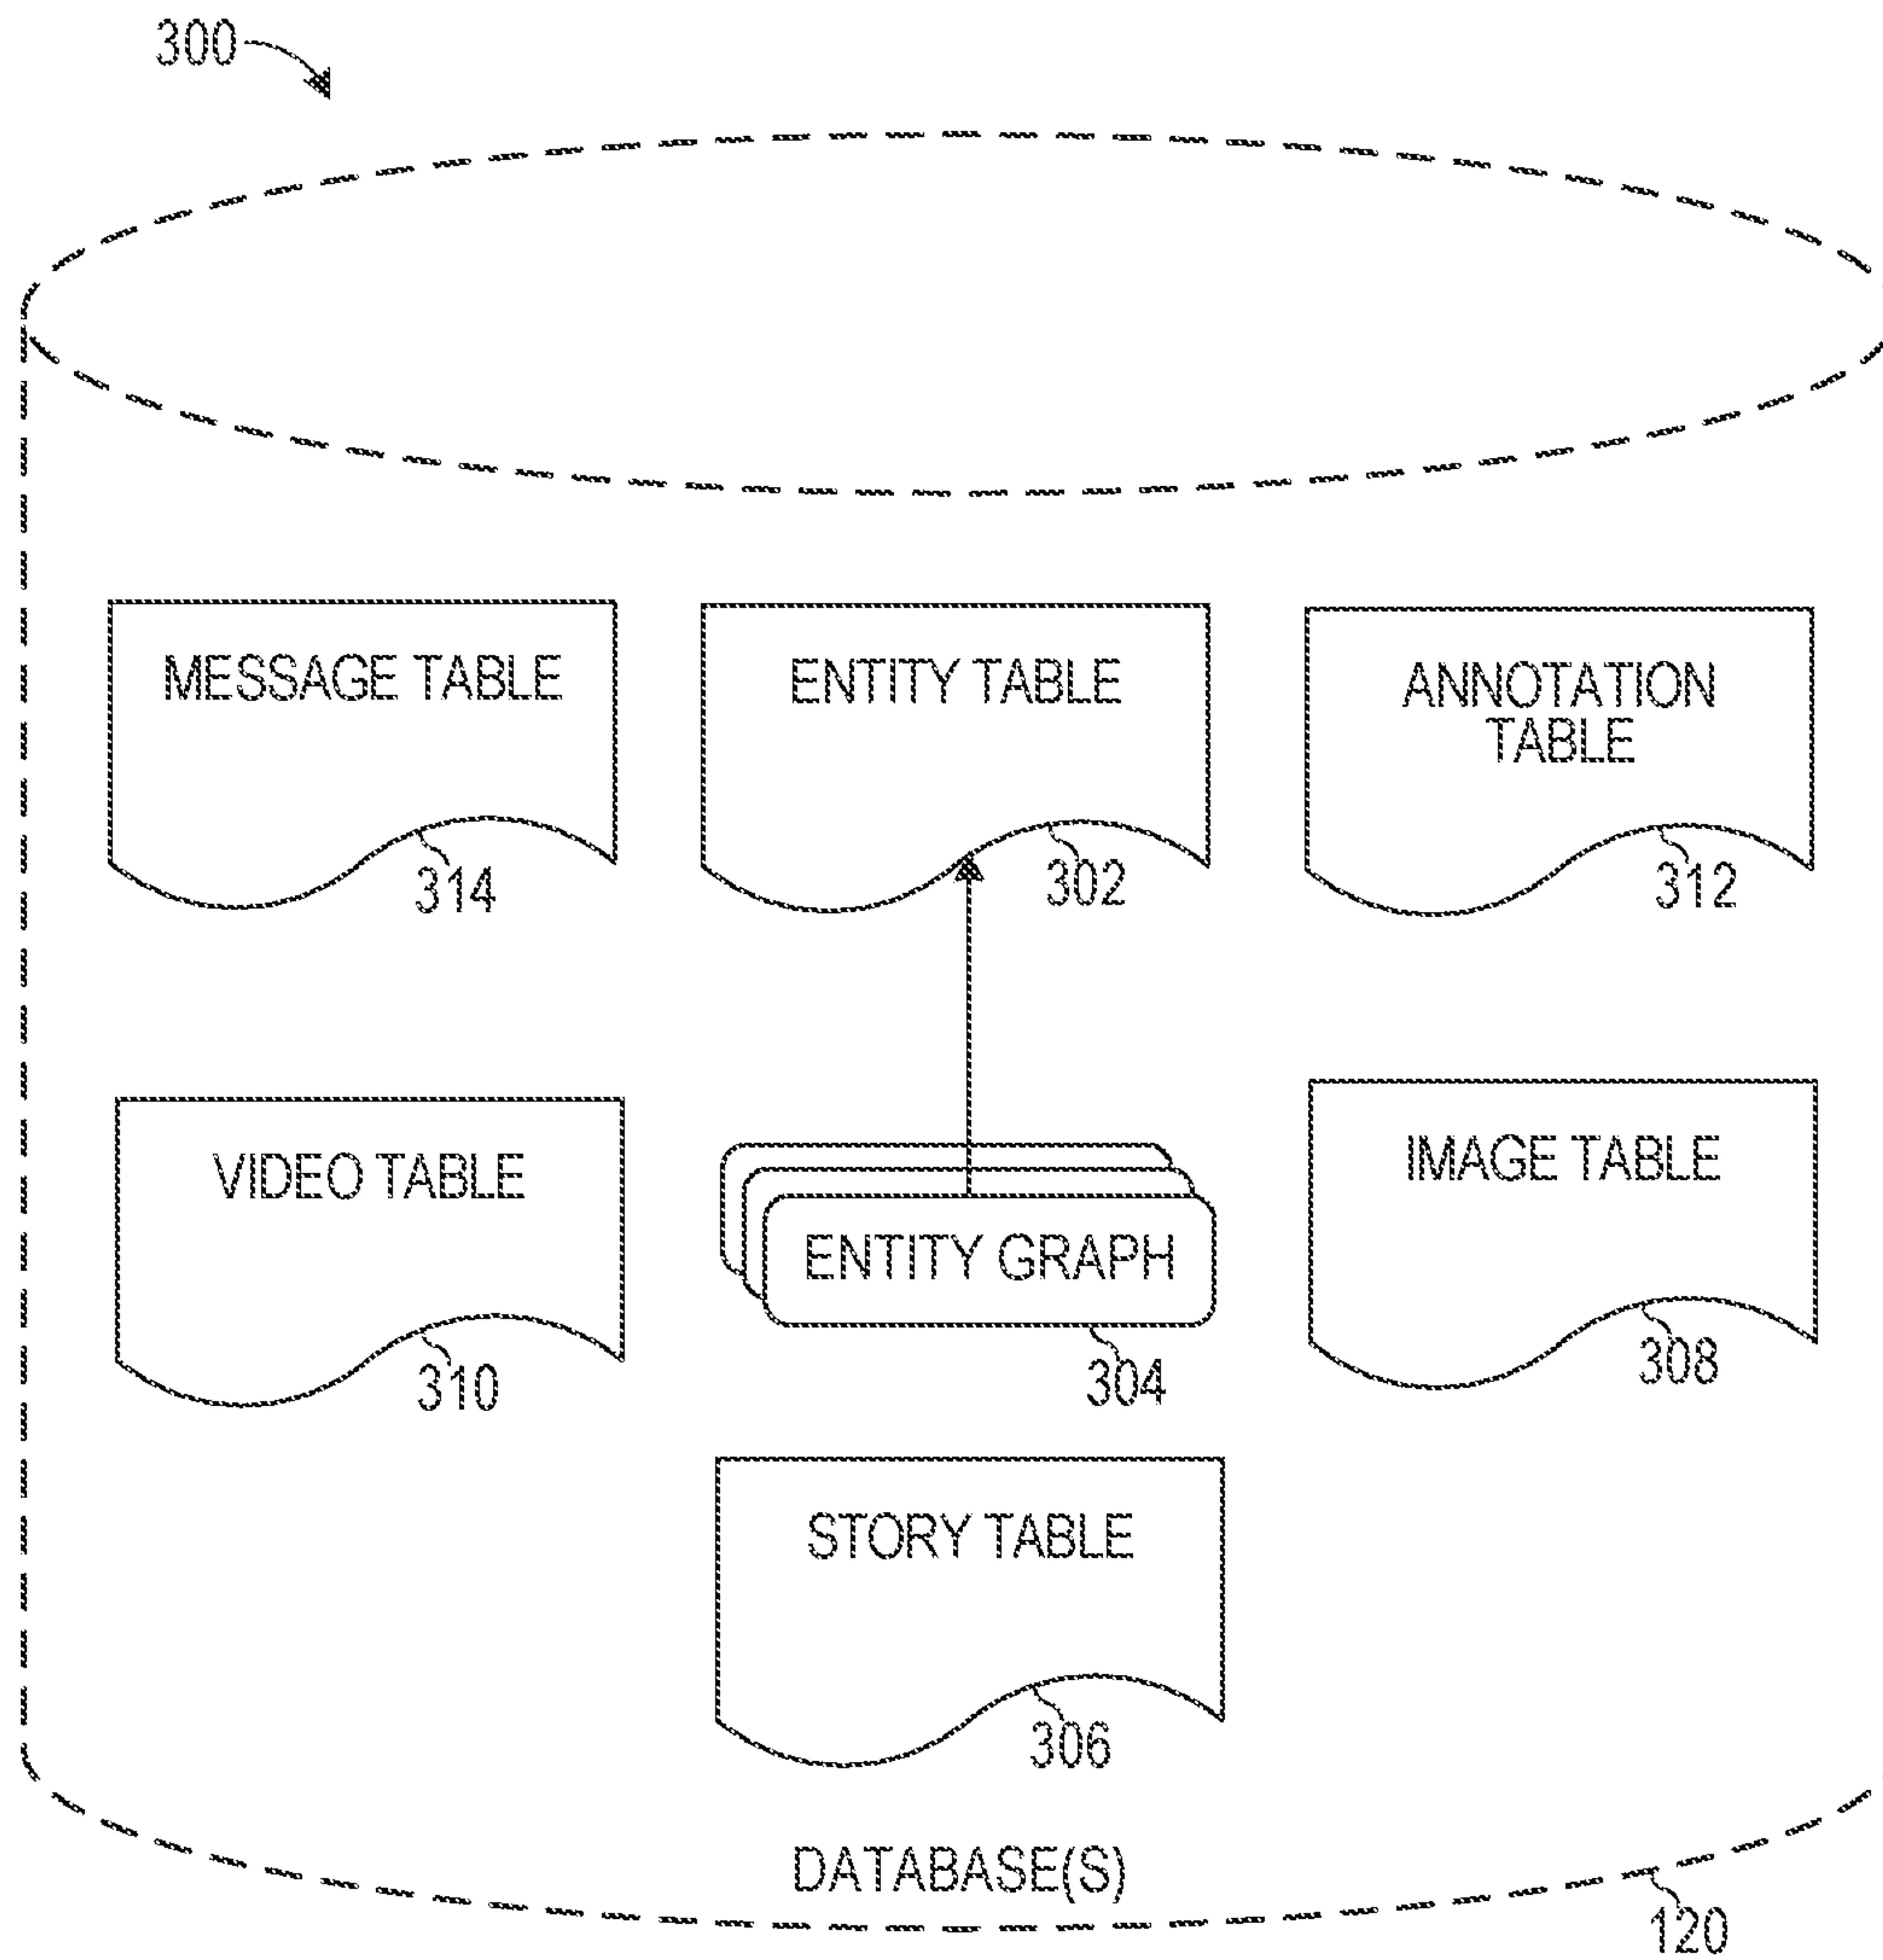 300
MESSAGE TABLE
314
ENTITY TABLE
302
ANNOTATION
TABLE
312
VIDEO TABLE
310
ENTITY GRAPH
304
IMAGE TABLE
308
STORY TABLE
306
DATABASE(S)
120